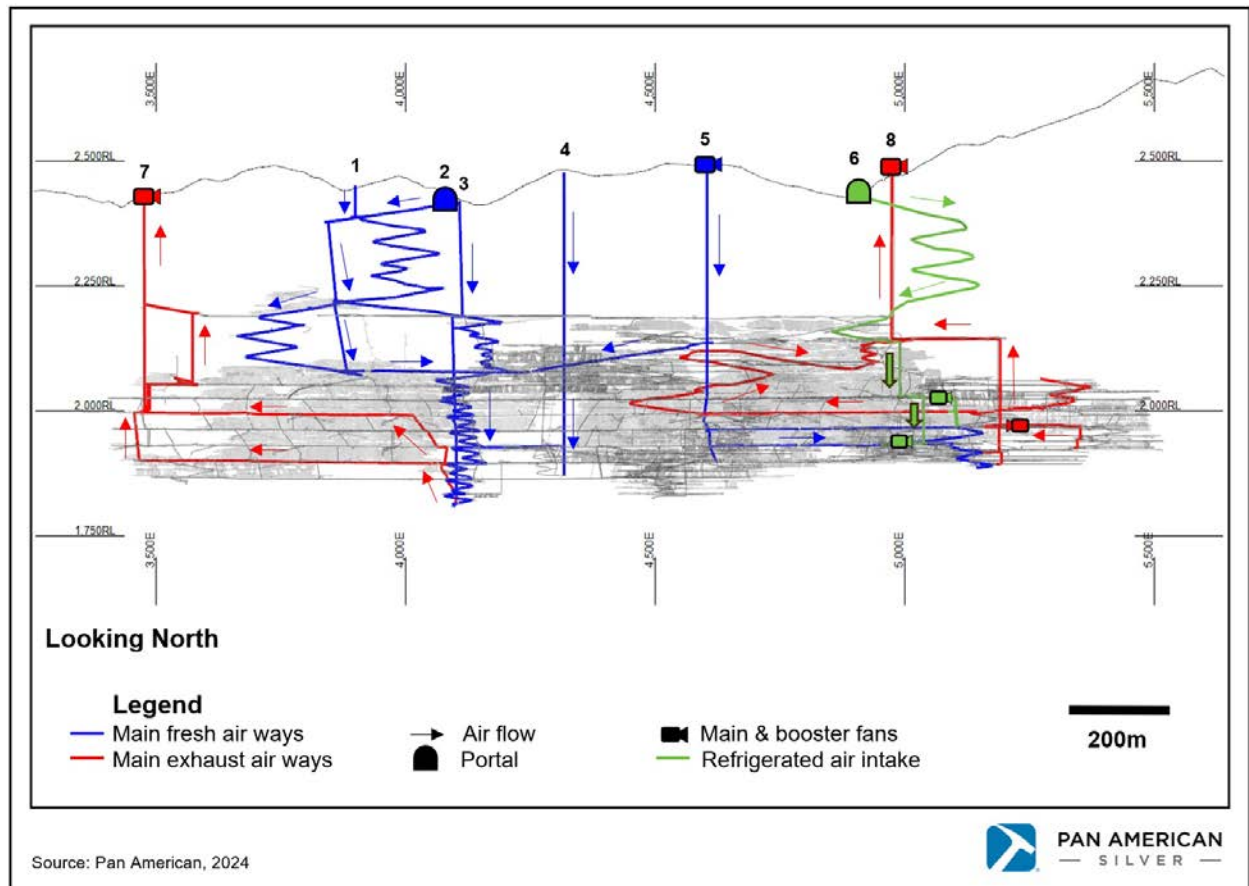 3,500E 4,000E 4,500E 5,000E 5,500E
7 1 2 3 4 5 6 8
2.500RL 2.500RL
2.250RL 2.250RL
2.000RL 2.000RL
1.750RL 1.750RL
3,500E 4,000E 4,500E 5,000E 5,500E
Looking North
Legend
Main fresh air ways Air flow Main & booster fans
Main exhaust air ways Portal Refrigerated air intake
200m
Source: Pan American, 2024
PAN AMERICAN
— SILVER —